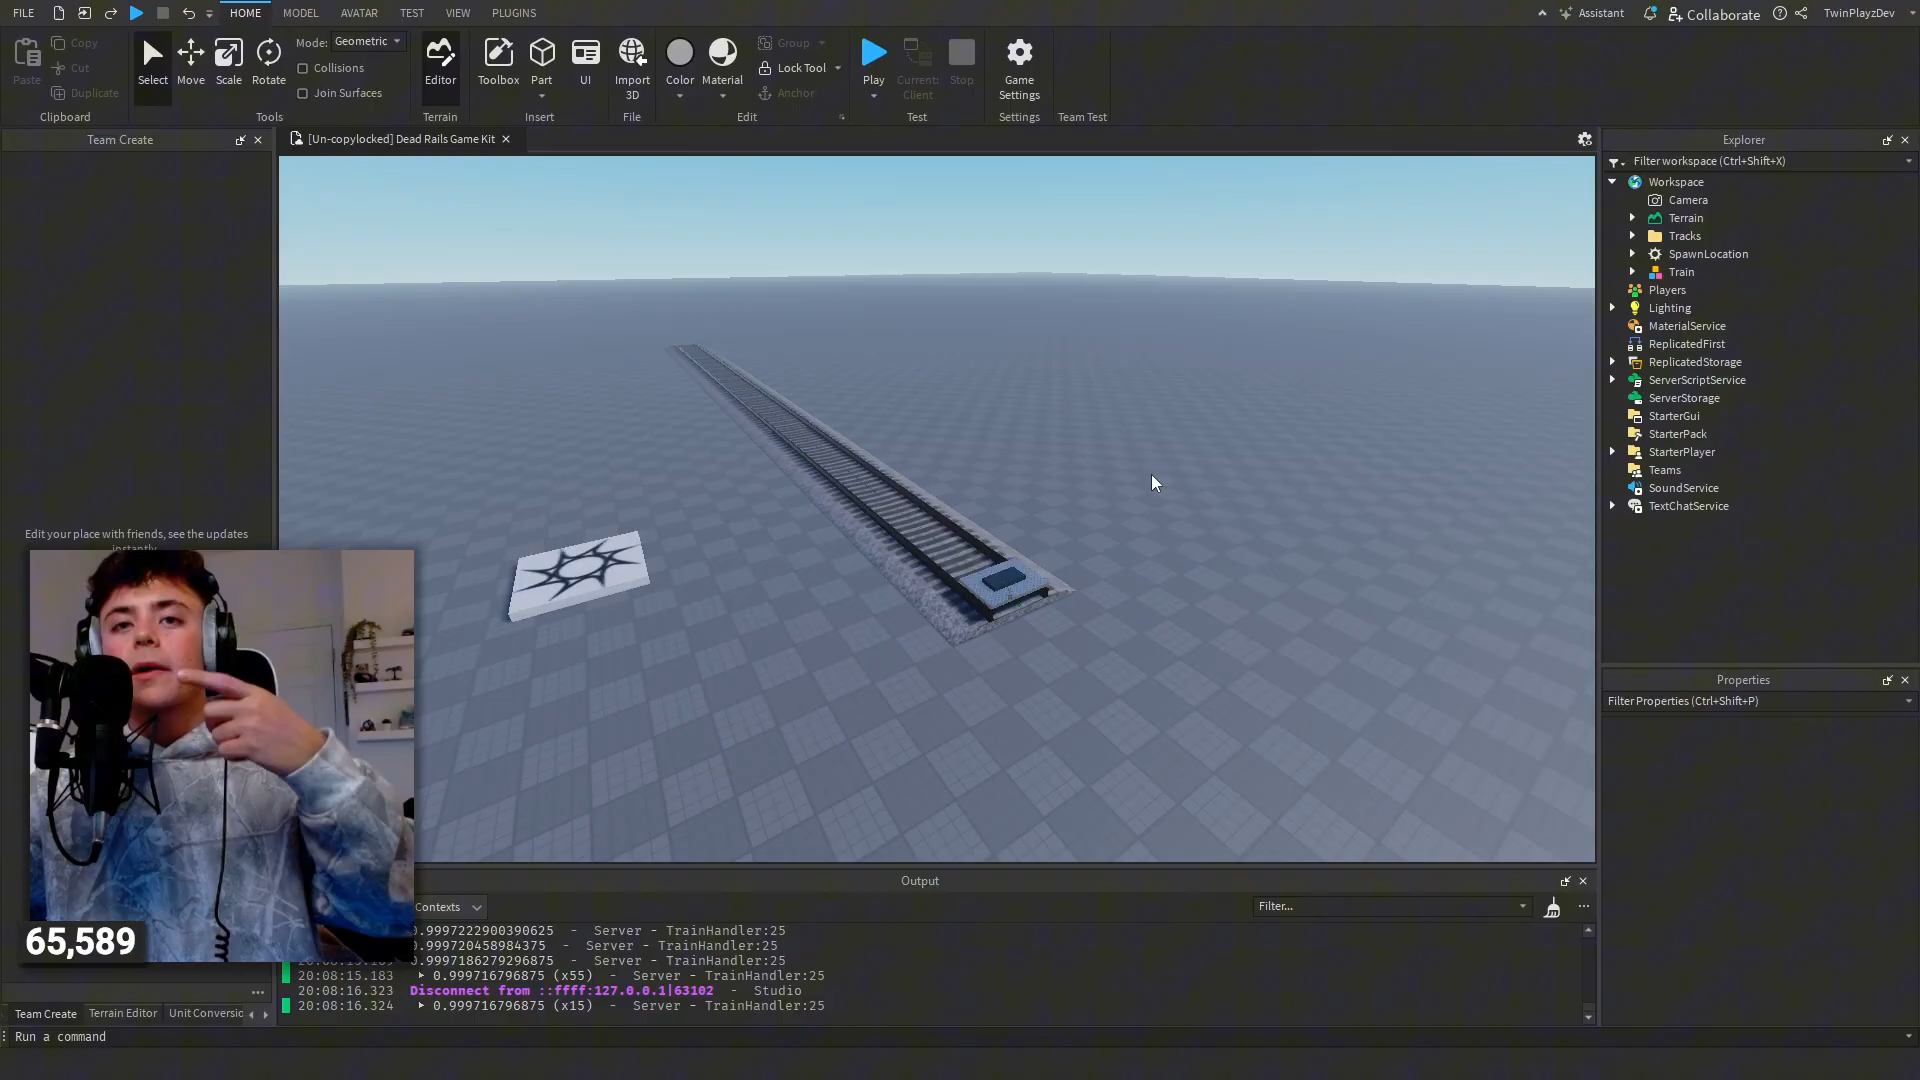 FILE
HOME
MODEL
AVATAR
TEST
VIEW
PLUGINS
Assistant
Collaborate
TwinPlayzDev
Paste
Copy
Cut
Duplicate
Clipboard
Select
Move
Scale
Rotate
Mode: Geometric
Collisions
Join Surfaces
Tools
Editor
Terrain
Toolbox
Part
UI
Insert
Import
3D
File
Color
Material
Group
Lock Tool
Anchor
Edit
Play
Current:
Client
Stop
Test
Game
Settings
Settings
Team Test
Team Create
[Un-copylocked] Dead Rails Game Kit
Edit your place with friends, see the updates
65,589
Team Create
Terrain Editor
Unit Conversio
Run a command
Output
Contexts
Filter...
0.9997222900390625 - Server - TrainHandler:25
0.999720458984375 - Server - TrainHandler:25
0.9997186279296875 - Server - TrainHandler:25
20:08:15.183 0.999716796875 (x55) - Server - TrainHandler:25
20:08:16.323 Disconnect from ::ffff:127.0.0.1|63102 - Studio
20:08:16.324 0.999716796875 (x15) - Server - TrainHandler:25
Explorer
Filter workspace (Ctrl+Shift+X)
Workspace
Camera
Terrain
Tracks
SpawnLocation
Train
Players
Lighting
MaterialService
ReplicatedFirst
ReplicatedStorage
ServerScriptService
ServerStorage
StarterGui
StarterPack
StarterPlayer
Teams
SoundService
TextChatService
Properties
Filter Properties (Ctrl+Shift+P)